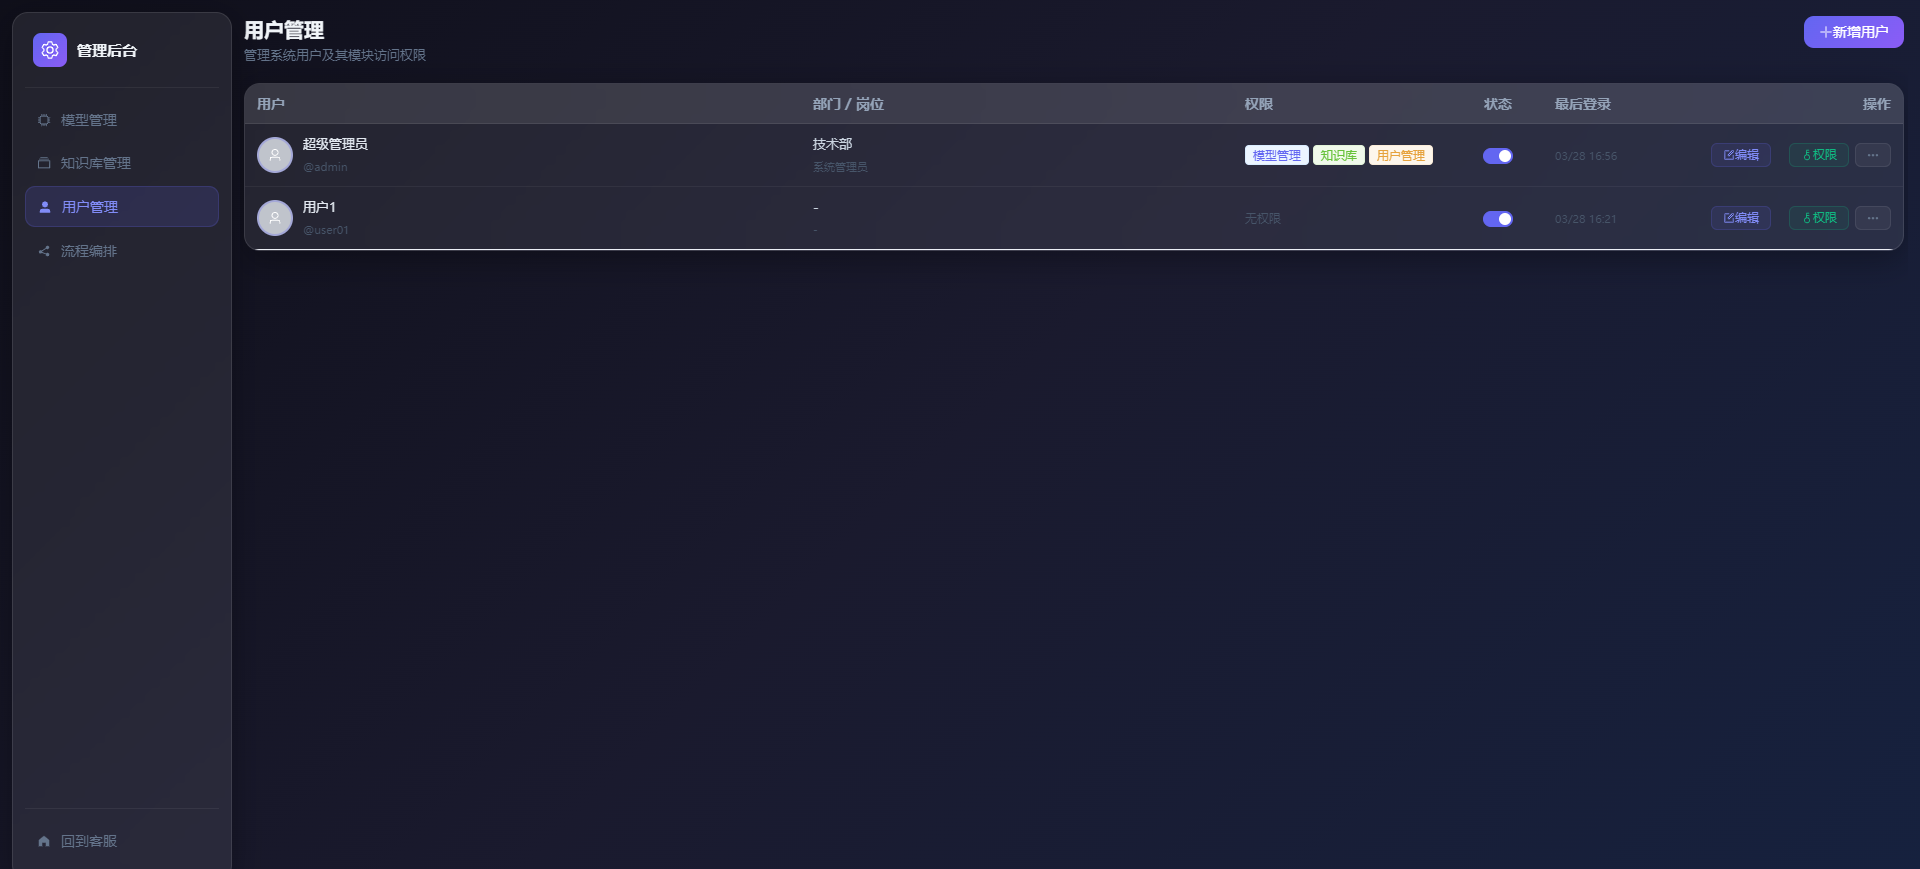 管理后台
模型管理
知识库管理
用户管理
流程编排
回到客服
用户管理
管理系统用户及其模块访问权限
新增用户
用户 部门 / 岗位 权限 状态 最后登录 操作
超级管理员 技术部
@admin 系统管理员
模型管理 知识库 用户管理 03/28 16:56 编辑 权限 ...
用户1 -
@user01 -
无权限 03/28 16:21 编辑 权限 ...